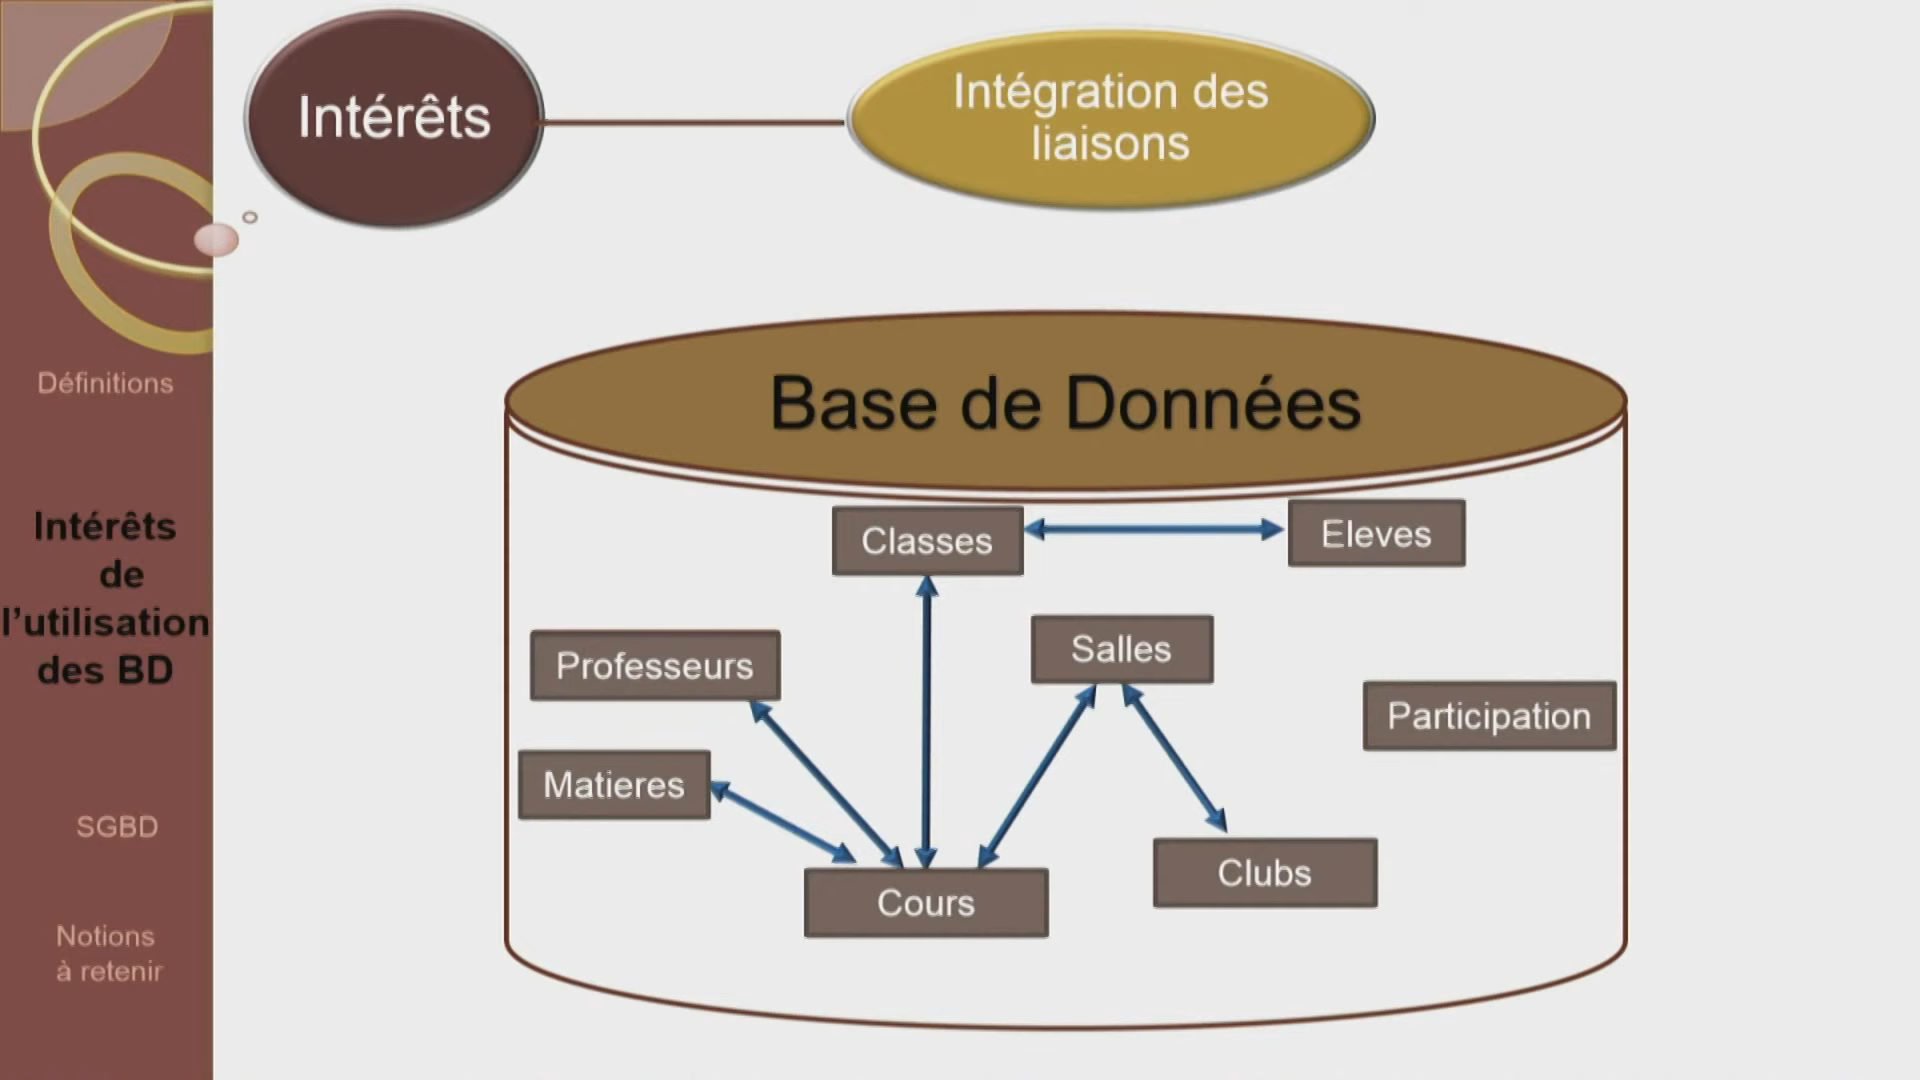 Intérêts
Intégration des
liaisons
Définitions
Intérêts
de
l’utilisation
des BD
SGBD
Notions
à retenir
Base de Données
Classes
Eleves
Professeurs
Salles
Participation
Matieres
Clubs
Cours